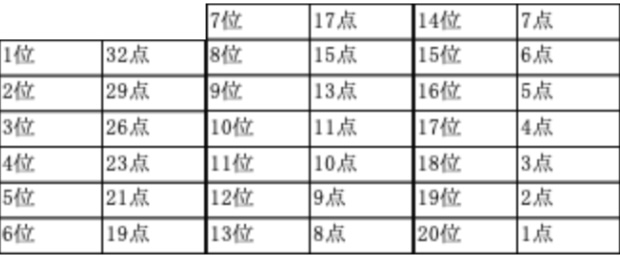 7位 17点 14位 7点
1位 32点 8位 15点 15位 6点
2位 29点 9位 13点 16位 5点
3位 26点 10位 11点 17位 4点
4位 23点 11位 10点 18位 3点
5位 21点 12位 9点 19位 2点
6位 19点 13位 8点 20位 1点